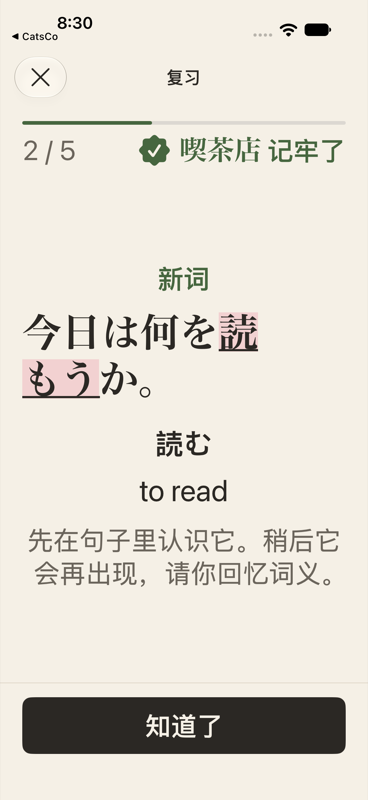 8:30
◀ CatsCo
复习
2 / 5
喫茶店 记牢了
新词
今日は何を読
もうか。
読む
to read
先在句子里认识它。稍后它
会再出现，请你回忆词义。
知道了